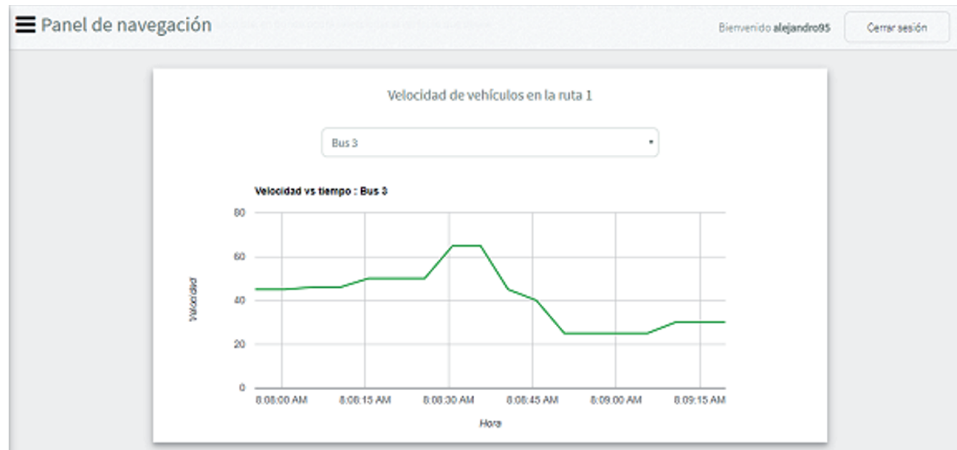 Panel de navegación
Bienvenido alejandro95
Cerrar sesión
Velocidad de vehículos en la ruta 1
Bus 3
Velocidad vs tiempo : Bus 3
80
60
40
20
0
Velocidad
8:08:00 AM 8:08:15 AM 8:08:30 AM 8:08:45 AM 8:09:00 AM 8:09:15 AM
Hora